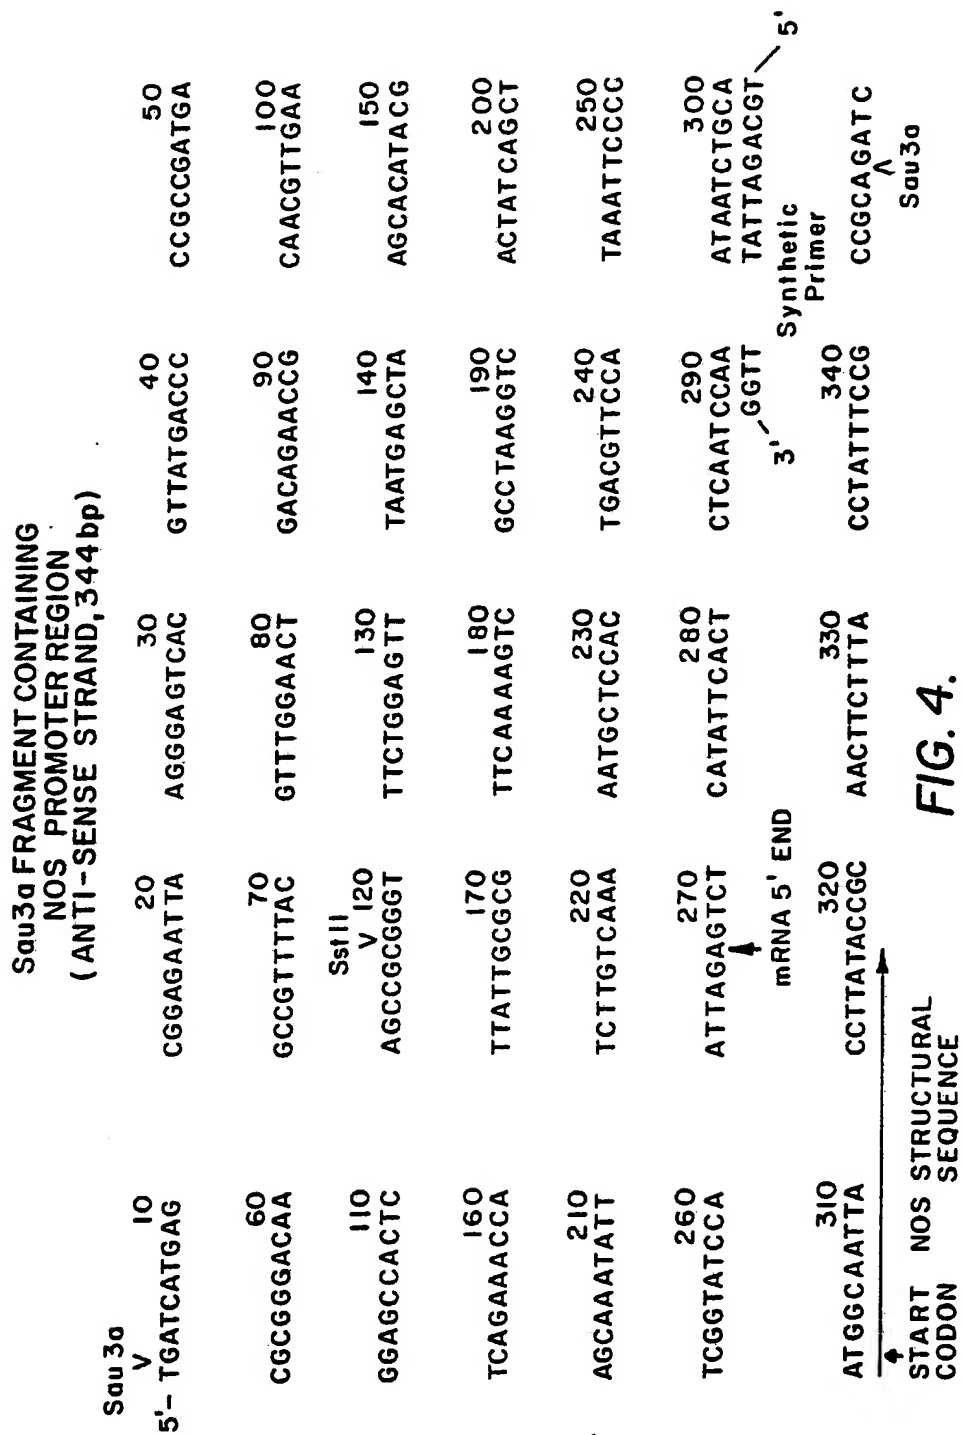 Sau3a FRAGMENT CONTAINING
NOS PROMOTER REGION
(ANTI-SENSE STRAND, 344bp)
Sau 3a
V
10 20 30 40 50
5'- TGATCATGAG CGGAGAATTA AGGGAGTCAC GTTATGACCC CCGCCGATGA
60 70 80 90 100
CGCGGGACAA GCCGTTTTAC GTTTGGAACT GACAGAACCG CAACGTTGAA
SstII
V
110 120 130 140 150
GGAGCCACTC AGCCGCGGGT TTCTGGAGTT TAATGAGCTA AGCACATACG
160 170 180 190 200
TCAGAAACCA TTATTGCGCG TTCAAAAGTC GCCTAAGGTC ACTATCAGCT
210 220 230 240 250
AGCAAATATT TCTTGTCAAA AATGCTCCAC TGACGTTCCA TAAATTCCCC
260 270 280 290 300
TCGGTATCCA ATTAGAGTCT CATATTCACT CTCAATCCAA ATAATCTGCA
GGTT TATTAGACGT
3' 5'
mRNA 5' END
Synthetic
Primer
310 320 330 340
ATGGCAATTA CCTTATACCGC AACTTCTTTA CCTATTTCCG CCGCAGATC
Λ
Sau3a
START NOS STRUCTURAL
CODON SEQUENCE
FIG. 4.